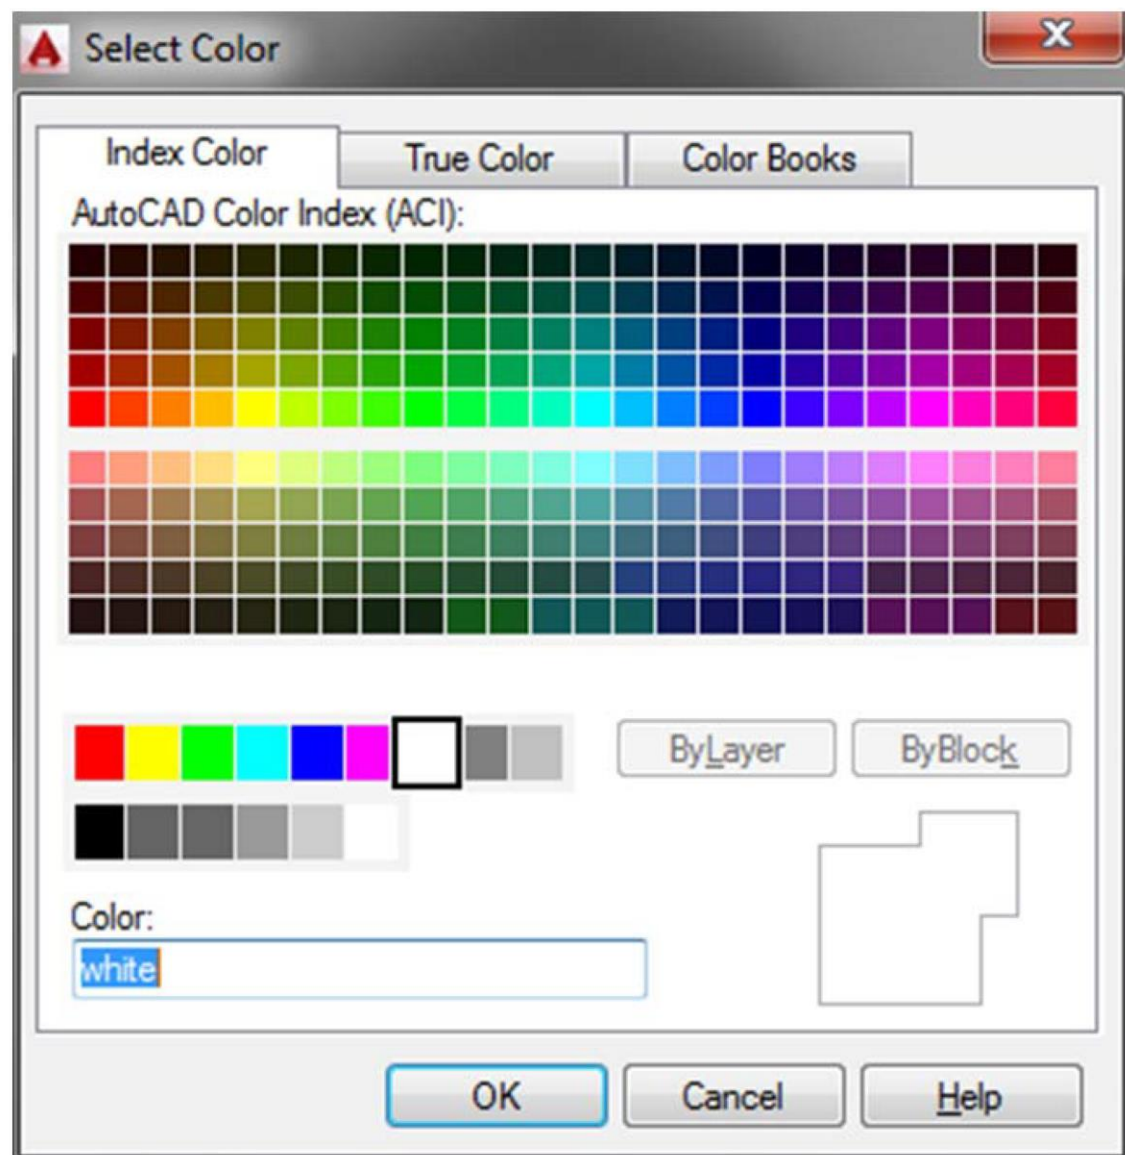 Select Color
Index Color True Color Color Books
AutoCAD Color Index (ACI):
ByLayer ByBlock
Color:
white
OK Cancel Help